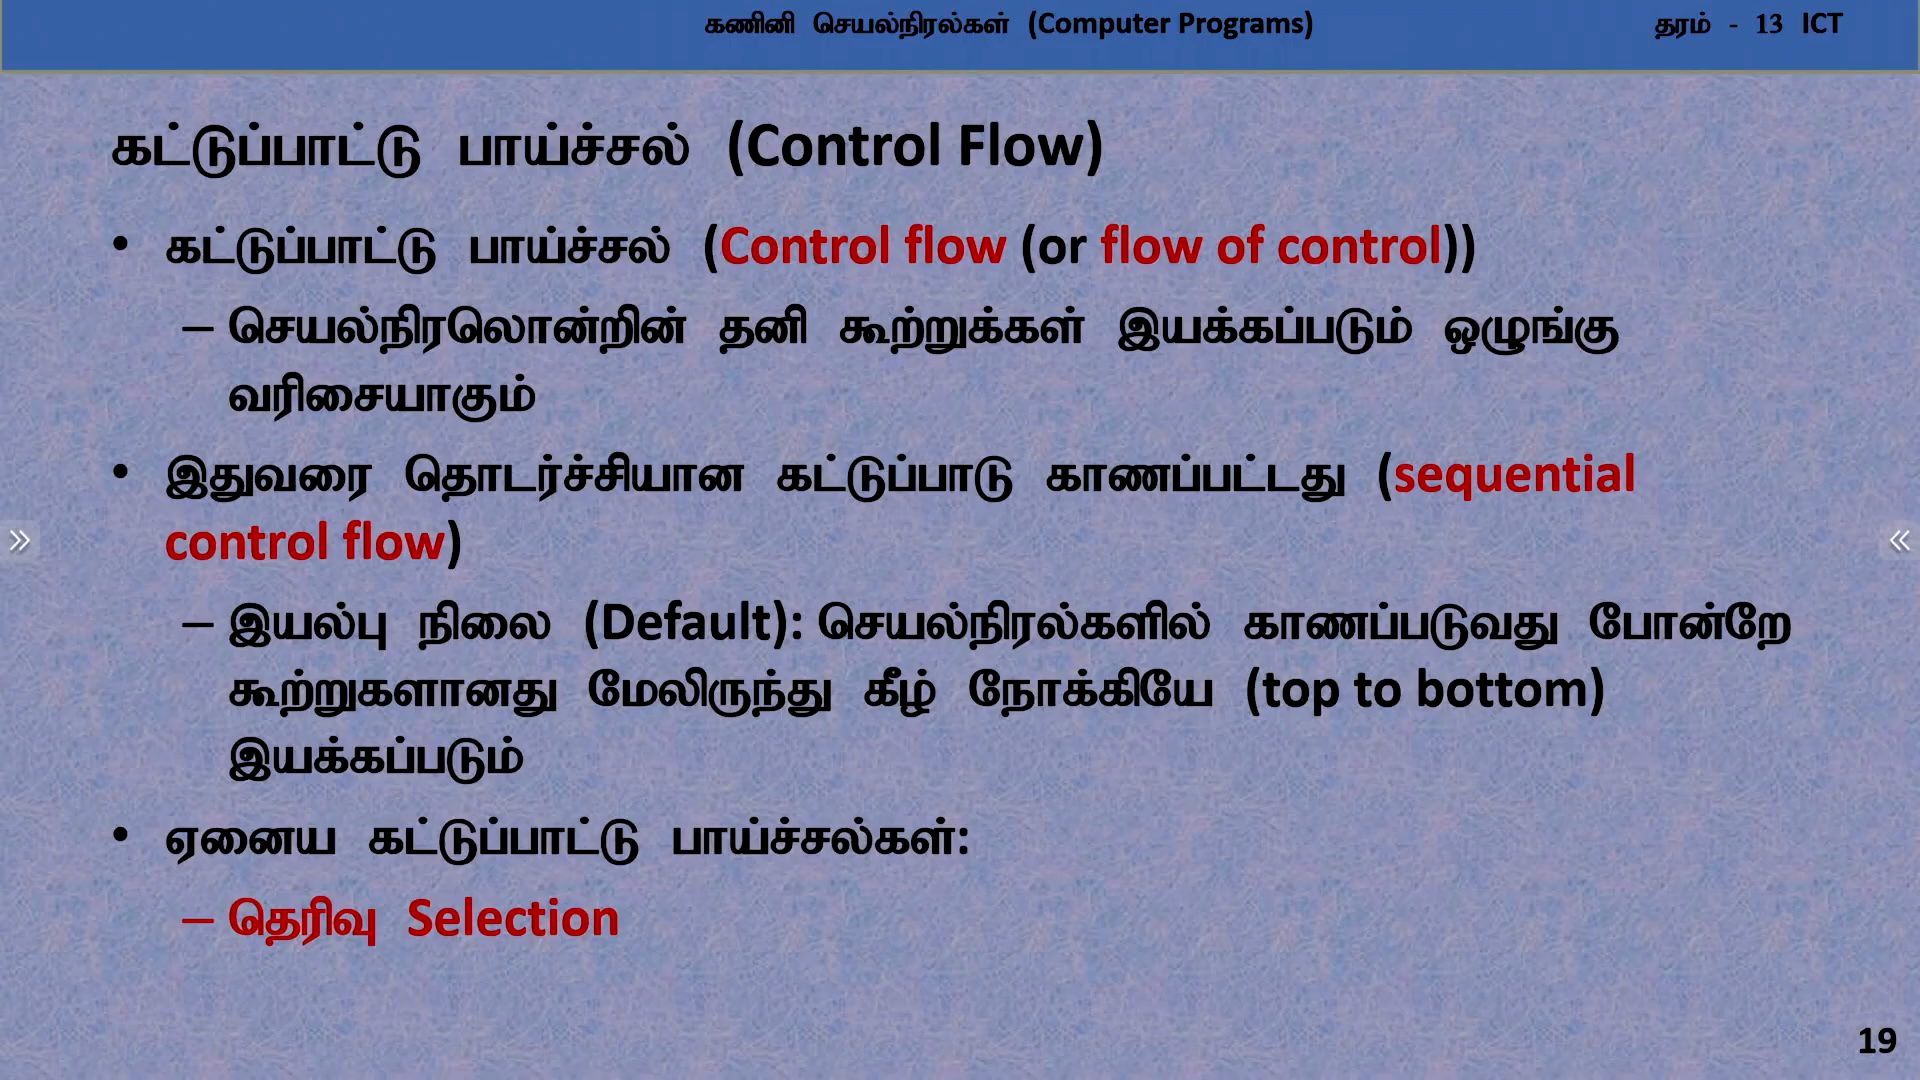 கணினி செயல்நிரல்கள் (Computer Programs)
தரம் - 13 ICT
கட்டுப்பாட்டு பாய்ச்சல் (Control Flow)
• கட்டுப்பாட்டு பாய்ச்சல் (Control flow (or flow of control))
– செயல்நிரலொன்றின் தனி கூற்றுக்கள் இயக்கப்படும் ஒழுங்கு
வரிசையாகும்
• இதுவரை தொடர்ச்சியான கட்டுப்பாடு காணப்பட்டது (sequential
control flow)
– இயல்பு நிலை (Default): செயல்நிரல்களில் காணப்படுவது போன்றே
கூற்றுகளானது மேலிருந்து கீழ் நோக்கியே (top to bottom)
இயக்கப்படும்
• ஏனைய கட்டுப்பாட்டு பாய்ச்சல்கள்:
– தெரிவு Selection
19